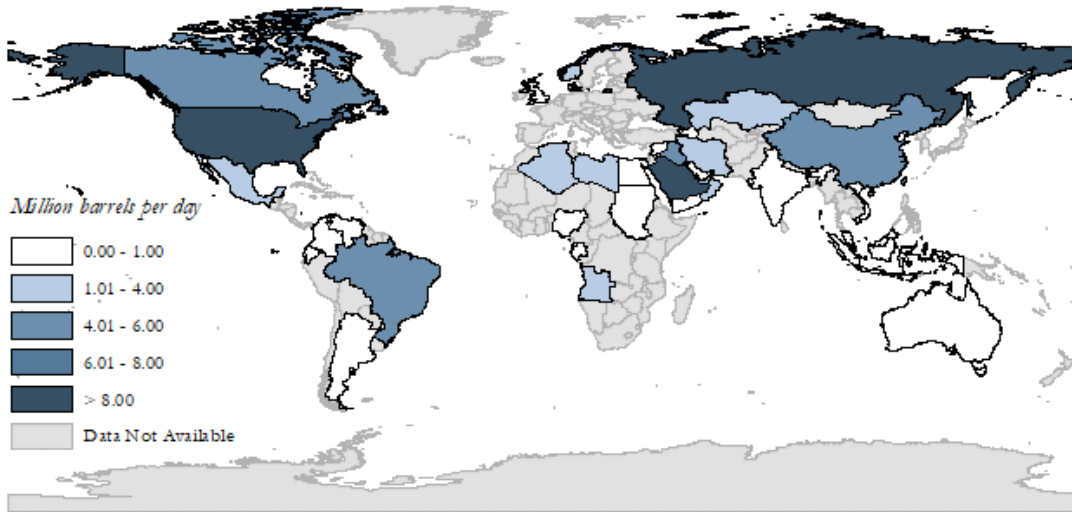 Million barrels per day
0.00 - 1.00
1.01 - 4.00
4.01 - 6.00
6.01 - 8.00
> 8.00
Data Not Available